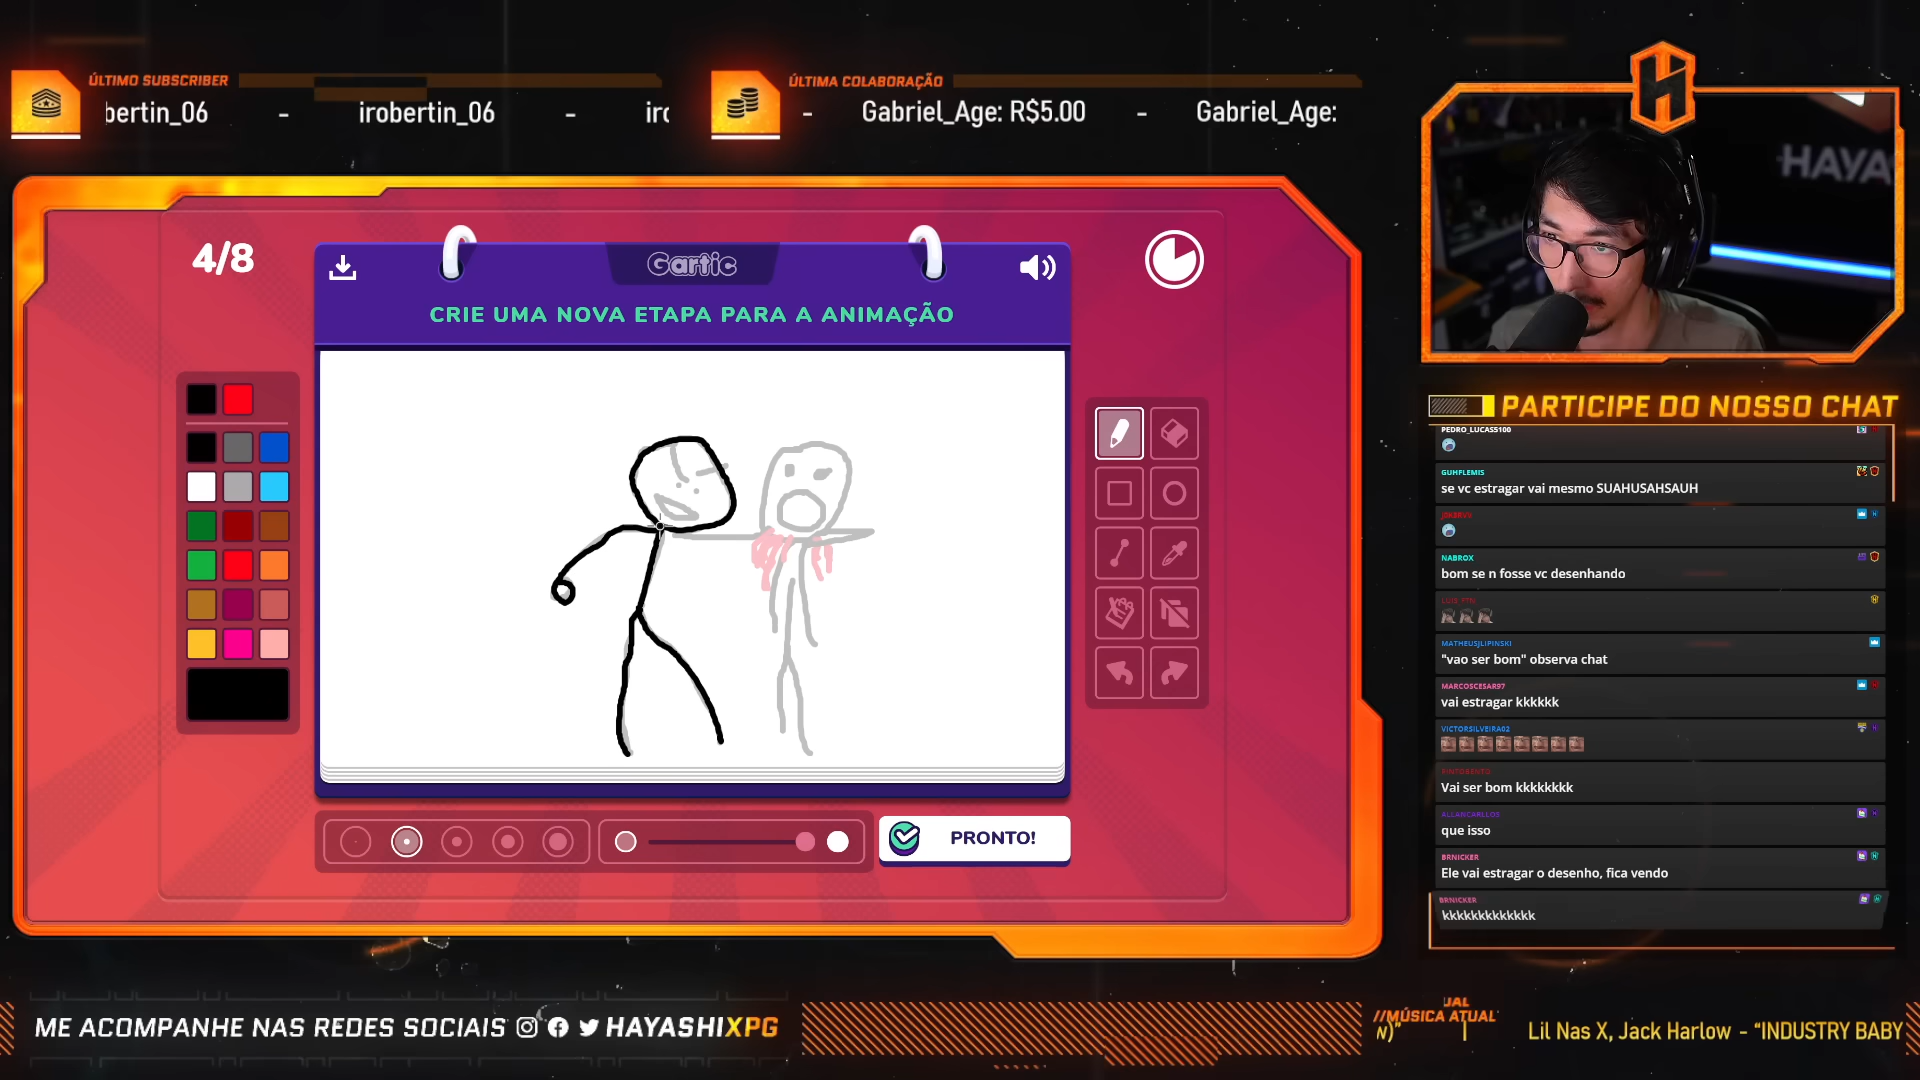 ÚLTIMO SUBSCRIBER
bertin_06 - irobertin_06 - iro
ÚLTIMA COLABORAÇÃO
- Gabriel_Age: R$5.00 - Gabriel_Age:
HAYA
4/8
Gartic
CRIE UMA NOVA ETAPA PARA A ANIMAÇÃO
PRONTO!
PARTICIPE DO NOSSO CHAT
PEDRO_LUCAS5100
GUHFLEMIS
se vc estragar vai mesmo SUAHUSAHSAUH
NABROX
bom se n fosse vc desenhando
MATHEUSJLIPINSKI
"vao ser bom" observa chat
MARCOSCESAR97
vai estragar kkkkkk
VICTORSILVEIRA02
Vai ser bom kkkkkkkk
ALLANCARLLOS
que isso
BRNICKER
Ele vai estragar o desenho, fica vendo
BRNICKER
kkkkkkkkkkkkk
ME ACOMPANHE NAS REDES SOCIAIS HAYASHIXPG
//MÚSICA ATUAL
Lil Nas X, Jack Harlow - “INDUSTRY BABY